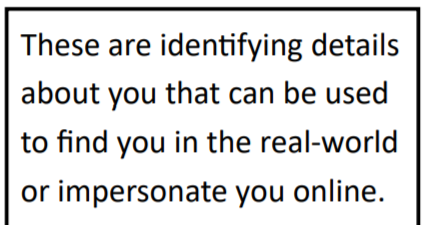 These are identifying details
about you that can be used
to find you in the real-world
or impersonate you online.